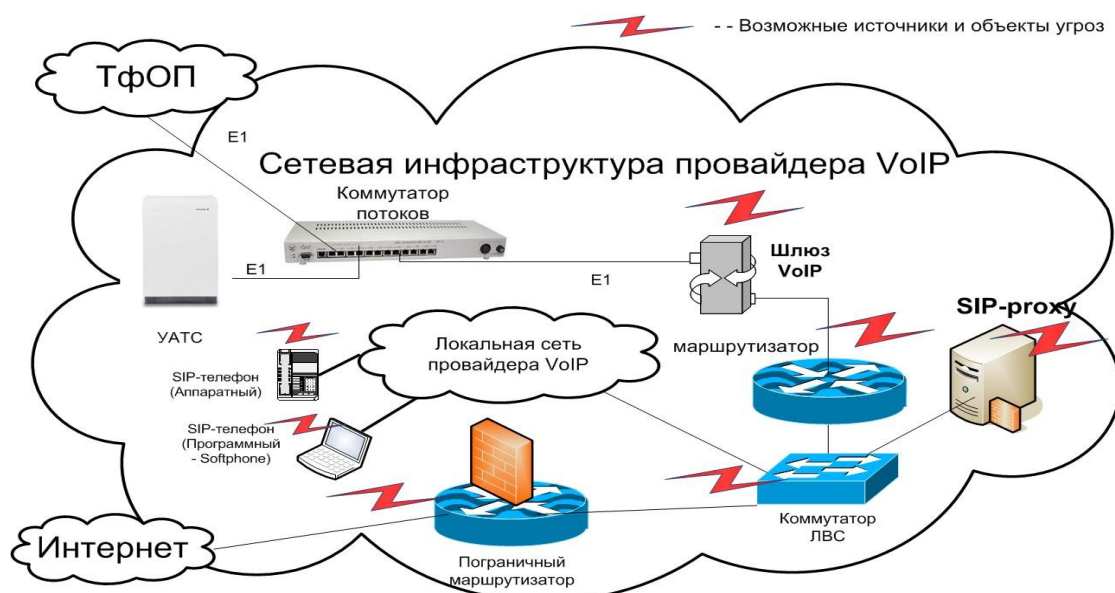 - - Возможные источники и объекты угроз
ТфОП
E1
Сетевая инфраструктура провайдера VoIP
Коммутатор
потоков
E1
E1
Шлюз
VoIP
УАТС
SIP-proxy
маршрутизатор
Локальная сеть
провайдера VoIP
SIP-телефон
(Аппаратный)
SIP-телефон
(Программный
- Softphone)
Коммутатор
ЛВС
Интернет
Пограничный
маршрутизатор